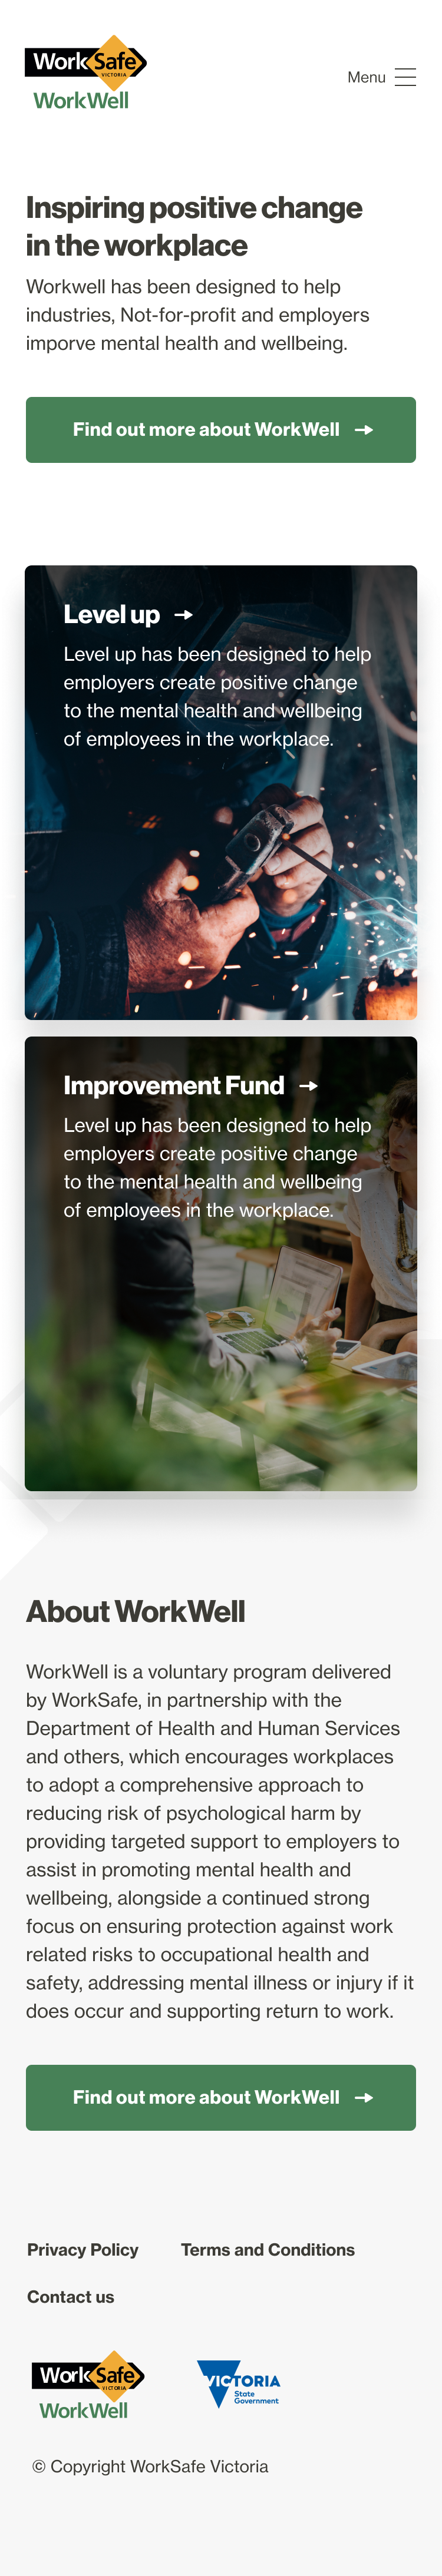 WorkSafe
VICTORIA
WorkWell
Menu
Inspiring positive change
in the workplace
Workwell has been designed to help
industries, Not-for-profit and employers
imporve mental health and wellbeing.
Find out more about WorkWell
Level up
Level up has been designed to help
employers create positive change
to the mental health and wellbeing
of employees in the workplace.
Improvement Fund
Level up has been designed to help
employers create positive change
to the mental health and wellbeing
of employees in the workplace.
About WorkWell
WorkWell is a voluntary program delivered
by WorkSafe, in partnership with the
Department of Health and Human Services
and others, which encourages workplaces
to adopt a comprehensive approach to
reducing risk of psychological harm by
providing targeted support to employers to
assist in promoting mental health and
wellbeing, alongside a continued strong
focus on ensuring protection against work
related risks to occupational health and
safety, addressing mental illness or injury if it
does occur and supporting return to work.
Find out more about WorkWell
Privacy Policy Terms and Conditions
Contact us
WorkSafe
VICTORIA
WorkWell
VICTORIA
State
Government
© Copyright WorkSafe Victoria